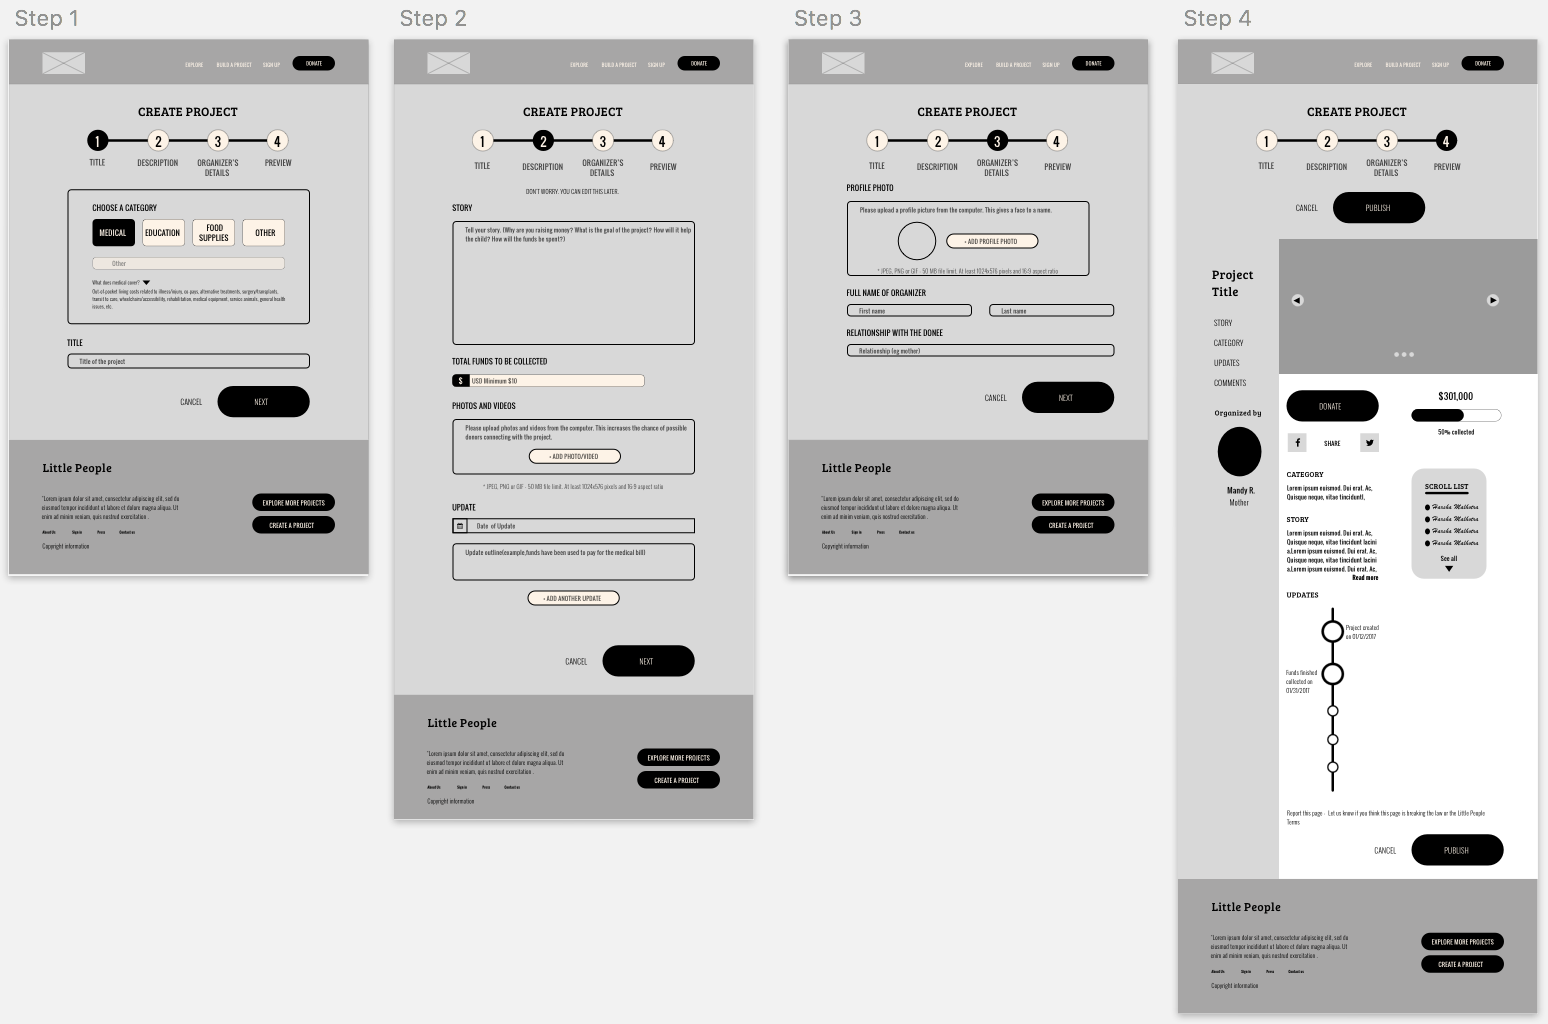 Step 1
EXPLORE BUILD A PROJECT SIGN UP DONATE
CREATE PROJECT
1 2 3 4
TITLE DESCRIPTION ORGANIZER'S PREVIEW
DETAILS
CHOOSE A CATEGORY
MEDICAL EDUCATION FOOD SUPPLIES OTHER
Other
What does medical cover?
Out-of-pocket living costs related to illness/injury, co-pays, alternative treatments, surgery/transplants,
transit to care, wheelchairs/accessibility, rehabilitation, medical equipment, service animals, general health
issues, etc.
TITLE
Title of the project
CANCEL NEXT
Little People
"Lorem ipsum dolor sit amet, consectetur adipiscing elit, sed do
eiusmod tempor incididunt ut labore et dolore magna aliqua. Ut
enim ad minim veniam, quis nostrud exercitation .
EXPLORE MORE PROJECTS
CREATE A PROJECT
About Us Sign in Press Contact us
Copyright information
Step 2
EXPLORE BUILD A PROJECT SIGN UP DONATE
CREATE PROJECT
1 2 3 4
TITLE DESCRIPTION ORGANIZER'S PREVIEW
DETAILS
DON'T WORRY. YOU CAN EDIT THIS LATER.
STORY
Tell your story. (Why are you raising money? What is the goal of the project? How will it help
the child? How will the funds be spent?)
TOTAL FUNDS TO BE COLLECTED
$ USD Minimum $10
PHOTOS AND VIDEOS
Please upload photos and videos from the computer. This increases the chance of possible
donors connecting with the project.
+ ADD PHOTO/VIDEO
* JPEG, PNG or GIF - 50 MB file limit. At least 1024x576 pixels and 16:9 aspect ratio
UPDATE
Date of Update
Update outline(example,funds have been used to pay for the medical bill)
+ ADD ANOTHER UPDATE
CANCEL NEXT
Little People
"Lorem ipsum dolor sit amet, consectetur adipiscing elit, sed do
eiusmod tempor incididunt ut labore et dolore magna aliqua. Ut
enim ad minim veniam, quis nostrud exercitation .
EXPLORE MORE PROJECTS
CREATE A PROJECT
About Us Sign in Press Contact us
Copyright information
Step 3
EXPLORE BUILD A PROJECT SIGN UP DONATE
CREATE PROJECT
1 2 3 4
TITLE DESCRIPTION ORGANIZER'S PREVIEW
DETAILS
PROFILE PHOTO
Please upload a profile picture from the computer. This gives a face to a name.
+ ADD PROFILE PHOTO
* JPEG, PNG or GIF - 50 MB file limit. At least 1024x576 pixels and 16:9 aspect ratio
FULL NAME OF ORGANIZER
First name Last name
RELATIONSHIP WITH THE DONEE
Relationship (eg mother)
CANCEL NEXT
Little People
"Lorem ipsum dolor sit amet, consectetur adipiscing elit, sed do
eiusmod tempor incididunt ut labore et dolore magna aliqua. Ut
enim ad minim veniam, quis nostrud exercitation .
EXPLORE MORE PROJECTS
CREATE A PROJECT
About Us Sign in Press Contact us
Copyright information
Step 4
EXPLORE BUILD A PROJECT SIGN UP DONATE
CREATE PROJECT
1 2 3 4
TITLE DESCRIPTION ORGANIZER'S PREVIEW
DETAILS
CANCEL PUBLISH
Project
Title
STORY
CATEGORY
UPDATES
COMMENTS
Organized by
Mandy R.
Mother
DONATE
SHARE
$301,000
50% collected
CATEGORY
Lorem ipsum euismod. Dui erat. Ac,
Quisque neque, vitae tincidunt(,
STORY
Lorem ipsum euismod. Dui erat. Ac,
Quisque neque, vitae tincidunt lacini
a.Lorem ipsum euismod. Dui erat. Ac,
Quisque neque, vitae tincidunt lacini
a.Lorem ipsum euismod. Dui erat. Ac,
Read more
SCROLL LIST
Harsha Malhotra
Harsha Malhotra
Harsha Malhotra
Harsha Malhotra
See all
UPDATES
Project created
on 01/12/2017
Funds finished
collected on
01/31/2017
Report this page - Let us know if you think this page is breaking the law or the Little People
Terms
CANCEL PUBLISH
Little People
"Lorem ipsum dolor sit amet, consectetur adipiscing elit, sed do
eiusmod tempor incididunt ut labore et dolore magna aliqua. Ut
enim ad minim veniam, quis nostrud exercitation .
EXPLORE MORE PROJECTS
CREATE A PROJECT
About Us Sign in Press Contact us
Copyright information